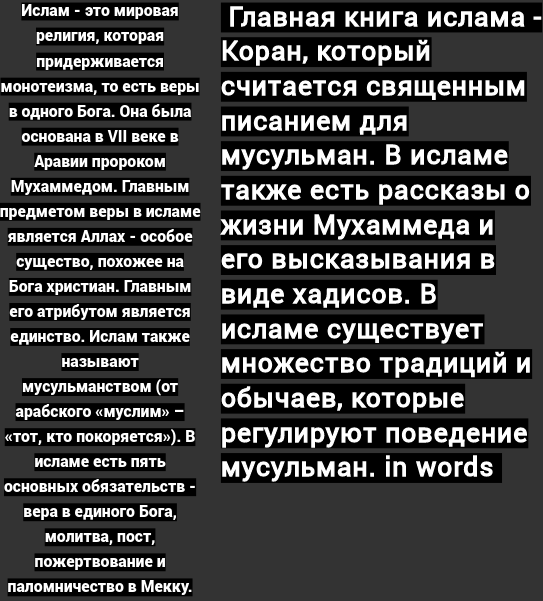 Ислам - это мировая
религия, которая
придерживается
монотеизма, то есть веры
в одного Бога. Она была
основана в VII веке в
Аравии пророком
Мухаммедом. Главным
предметом веры в исламе
является Аллах - особое
существо, похожее на
Бога христиан. Главным
его атрибутом является
единство. Ислам также
называют
мусульманством (от
арабского «муслим» –
«тот, кто покоряется»). В
исламе есть пять
основных обязательств -
вера в единого Бога,
молитва, пост,
пожертвование и
паломничество в Мекку.
Главная книга ислама -
Коран, который
считается священным
писанием для
мусульман. В исламе
также есть рассказы о
жизни Мухаммеда и
его высказывания в
виде хадисов. В
исламе существует
множество традиций и
обычаев, которые
регулируют поведение
мусульман. in words